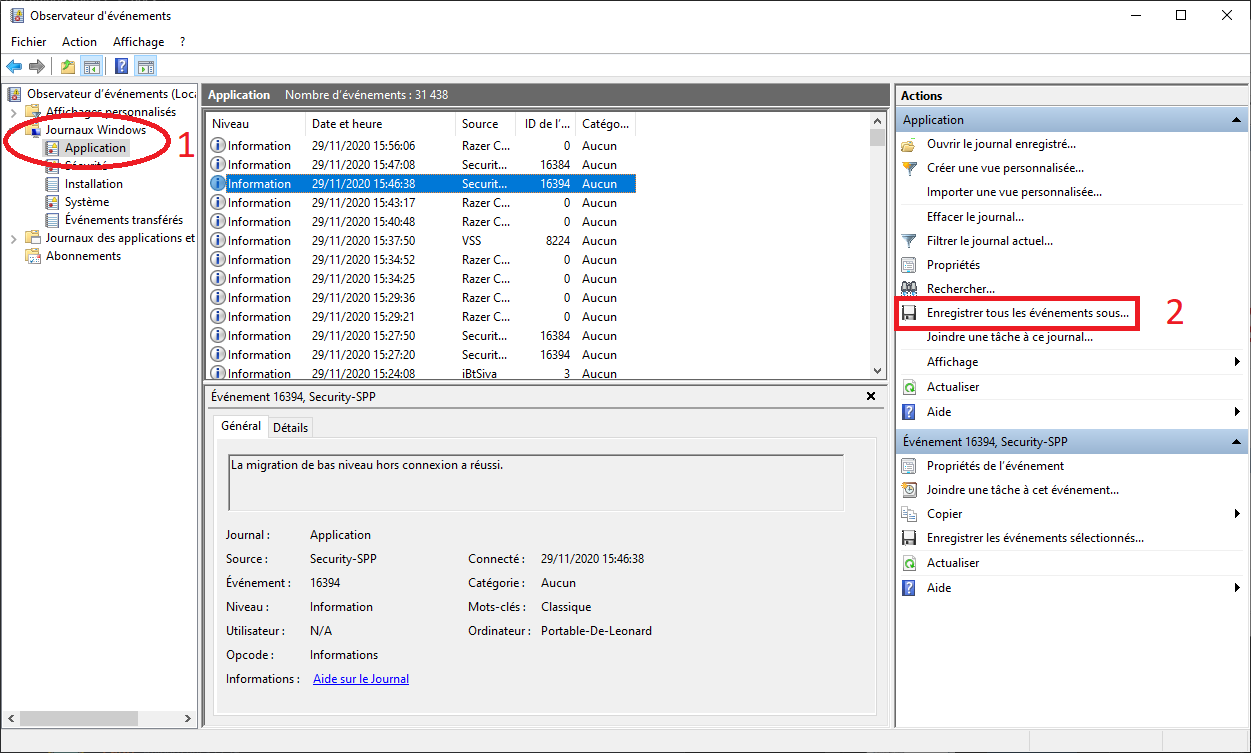 Observateur d'événements
Fichier Action Affichage ?
Observateur d'événements (Loca
Affichages personnalisés
Journaux Windows
Application
Sécurité
Installation
Système
Événements transférés
Journaux des applications et
Abonnements
1
Application Nombre d'événements : 31 438
Niveau Date et heure Source ID de l'... Catégo...
Information 29/11/2020 15:56:06 Razer C... 0 Aucun
Information 29/11/2020 15:47:08 Securit... 16384 Aucun
Information 29/11/2020 15:46:38 Securit... 16394 Aucun
Information 29/11/2020 15:43:17 Razer C... 0 Aucun
Information 29/11/2020 15:40:48 Razer C... 0 Aucun
Information 29/11/2020 15:37:50 VSS 8224 Aucun
Information 29/11/2020 15:34:52 Razer C... 0 Aucun
Information 29/11/2020 15:34:25 Razer C... 0 Aucun
Information 29/11/2020 15:29:36 Razer C... 0 Aucun
Information 29/11/2020 15:29:21 Razer C... 0 Aucun
Information 29/11/2020 15:27:50 Securit... 16384 Aucun
Information 29/11/2020 15:27:20 Securit... 16394 Aucun
Information 29/11/2020 15:24:08 iBtSiva 3 Aucun
Événement 16394, Security-SPP
Général Détails
La migration de bas niveau hors connexion a réussi.
Journal : Application
Source : Security-SPP Connecté : 29/11/2020 15:46:38
Événement : 16394 Catégorie : Aucun
Niveau : Information Mots-clés : Classique
Utilisateur : N/A Ordinateur : Portable-De-Leonard
Opcode : Informations
Informations : Aide sur le Journal
Actions
Application
Ouvrir le journal enregistré...
Créer une vue personnalisée...
Importer une vue personnalisée...
Effacer le journal...
Filtrer le journal actuel...
Propriétés
Rechercher...
Enregistrer tous les événements sous...
2
Joindre une tâche à ce journal...
Affichage
Actualiser
Aide
Événement 16394, Security-SPP
Propriétés de l'événement
Joindre une tâche à cet événement...
Copier
Enregistrer les événements sélectionnés...
Actualiser
Aide